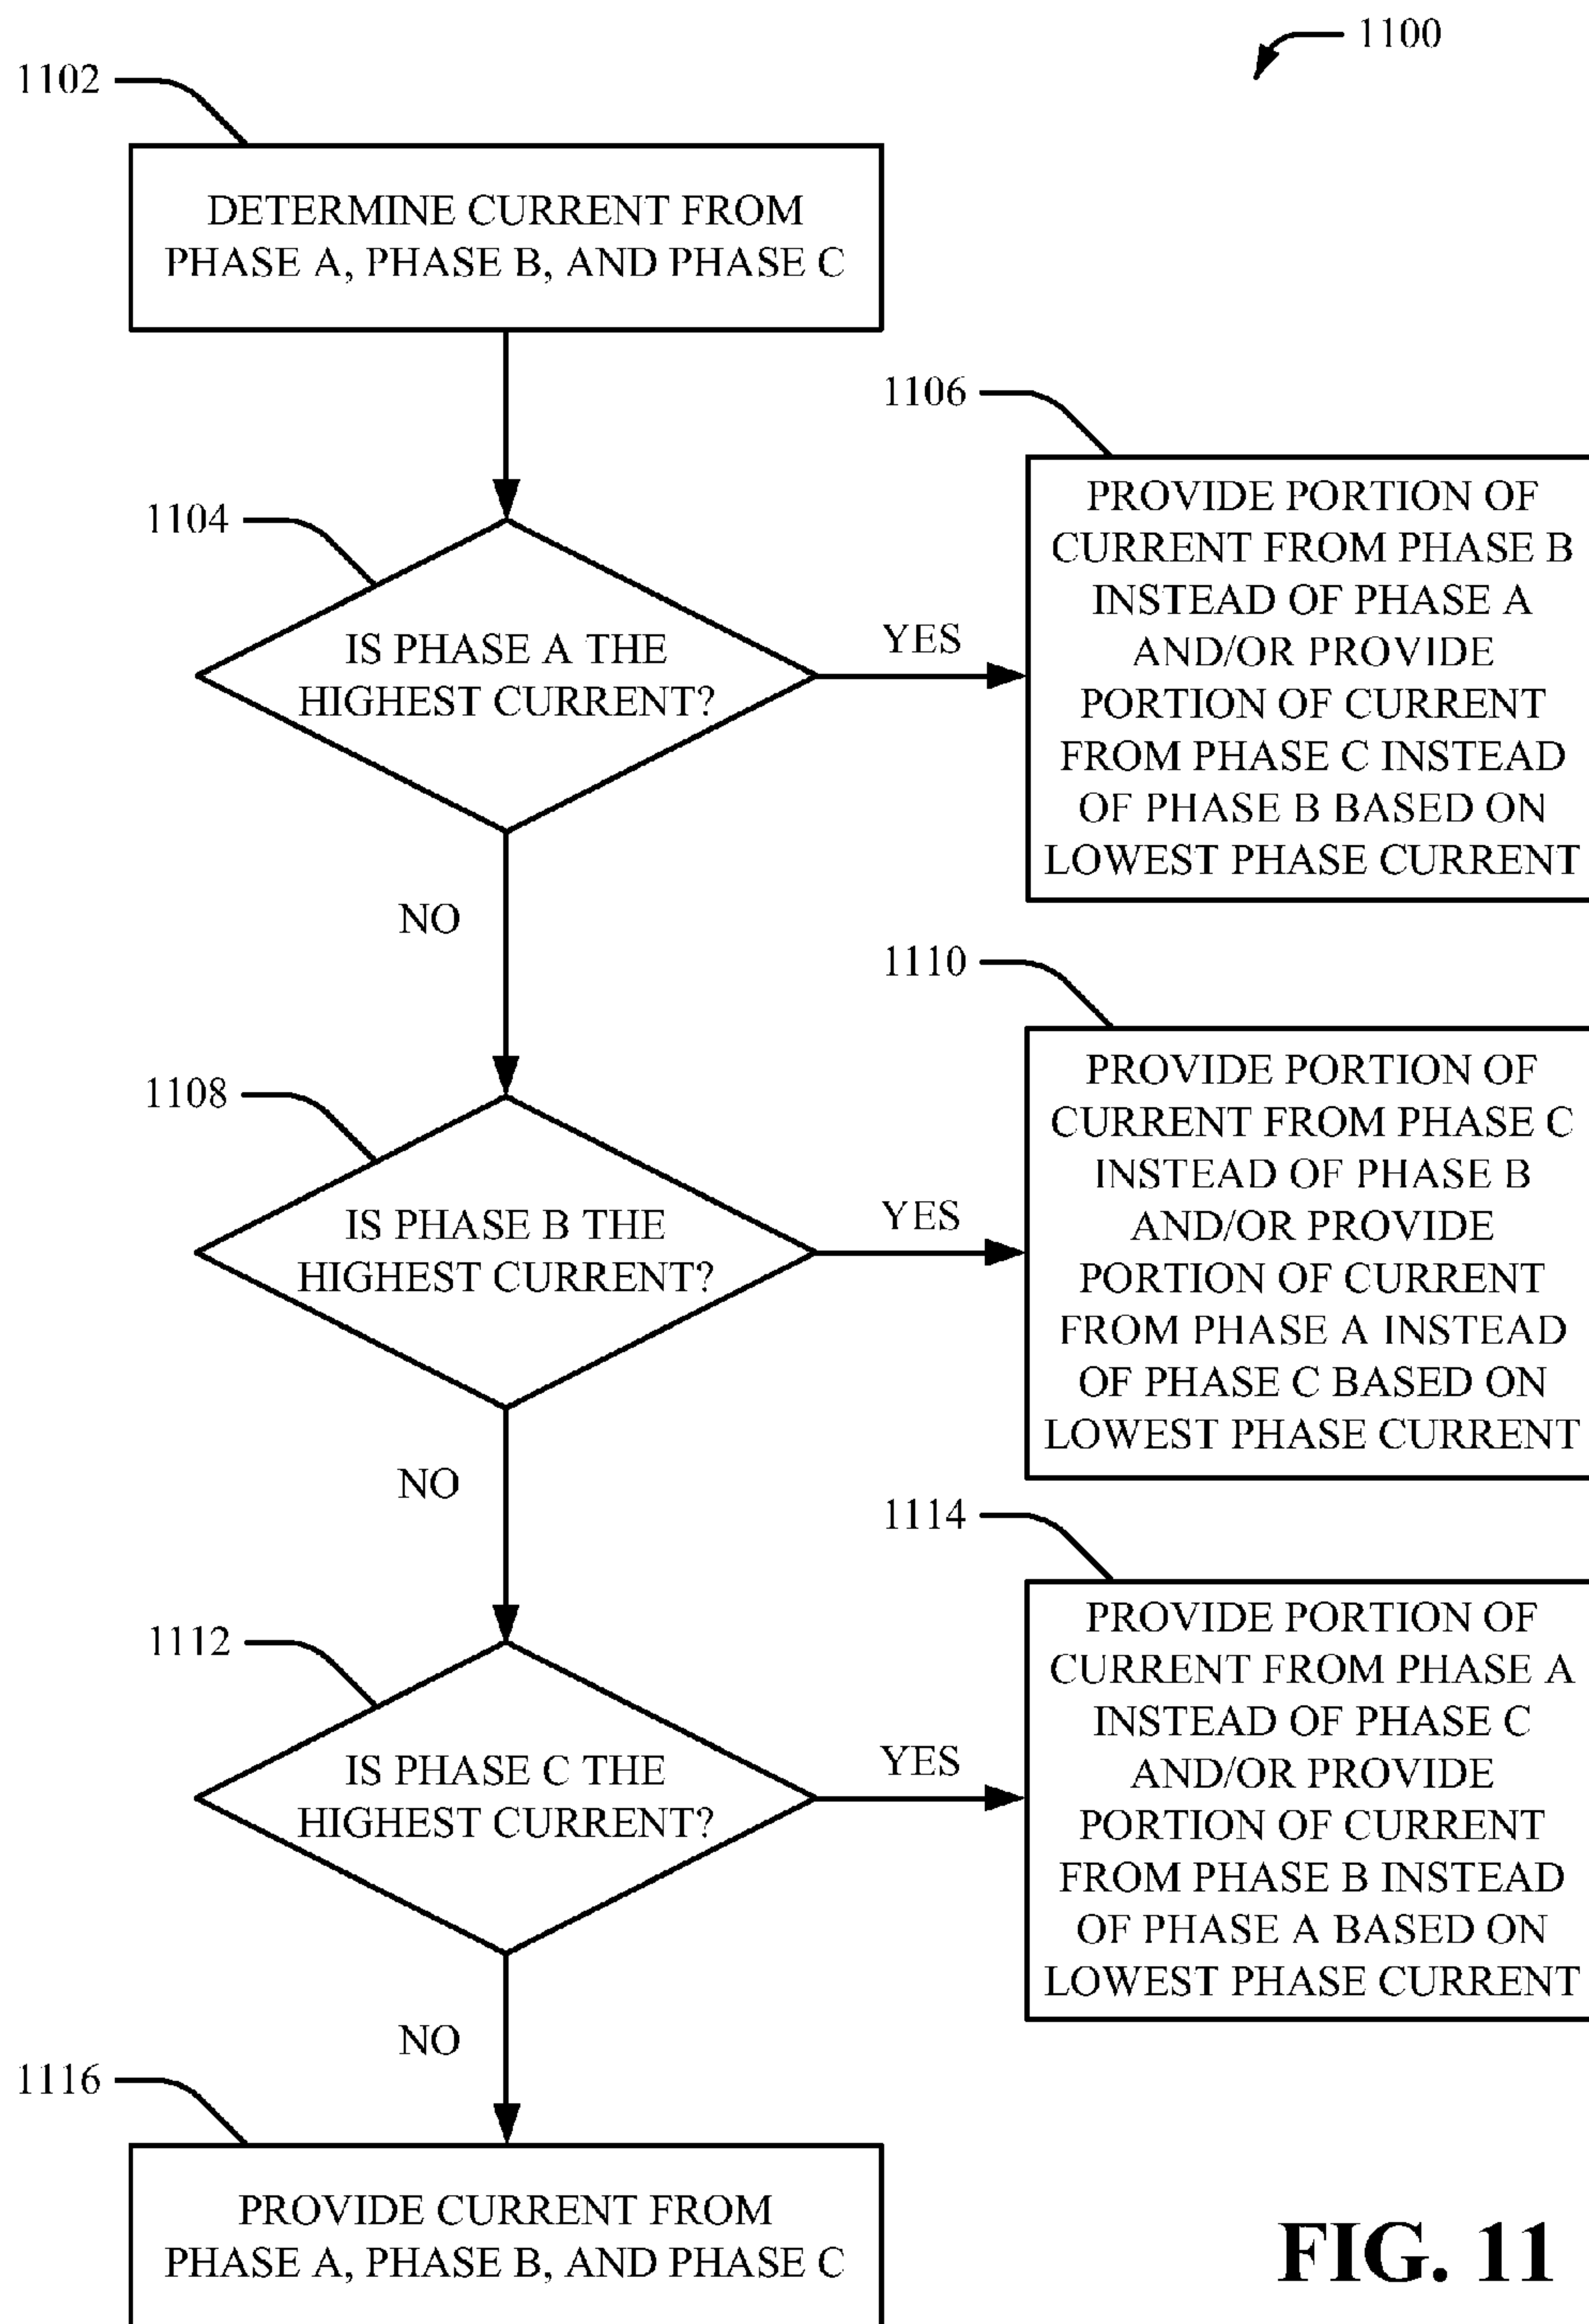 1100
1102
DETERMINE CURRENT FROM
PHASE A, PHASE B, AND PHASE C
1104
IS PHASE A THE
HIGHEST CURRENT?
YES
1106
PROVIDE PORTION OF
CURRENT FROM PHASE B
INSTEAD OF PHASE A
AND/OR PROVIDE
PORTION OF CURRENT
FROM PHASE C INSTEAD
OF PHASE B BASED ON
LOWEST PHASE CURRENT
NO
1108
IS PHASE B THE
HIGHEST CURRENT?
YES
1110
PROVIDE PORTION OF
CURRENT FROM PHASE C
INSTEAD OF PHASE B
AND/OR PROVIDE
PORTION OF CURRENT
FROM PHASE A INSTEAD
OF PHASE C BASED ON
LOWEST PHASE CURRENT
NO
1112
IS PHASE C THE
HIGHEST CURRENT?
YES
1114
PROVIDE PORTION OF
CURRENT FROM PHASE A
INSTEAD OF PHASE C
AND/OR PROVIDE
PORTION OF CURRENT
FROM PHASE B INSTEAD
OF PHASE A BASED ON
LOWEST PHASE CURRENT
NO
1116
PROVIDE CURRENT FROM
PHASE A, PHASE B, AND PHASE C
FIG. 11